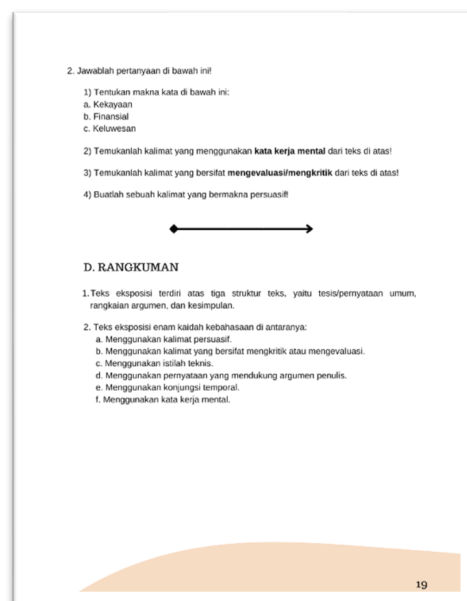 2. Jawablah pertanyaan di bawah ini!
1) Tentukan makna kata di bawah ini:
a. Kekayaan
b. Finansial
c. Keluwesan
2) Temukanlah kalimat yang menggunakan kata kerja mental dari teks di atas!
3) Temukanlah kalimat yang bersifat mengevaluasi/mengkritik dari teks di atas!
4) Buatlah sebuah kalimat yang bermakna persuasif!
D. RANGKUMAN
1. Teks eksposisi terdiri atas tiga struktur teks, yaitu tesis/pernyataan umum,
rangkaian argumen, dan kesimpulan.
2. Teks eksposisi enam kaidah kebahasaan di antaranya:
a. Menggunakan kalimat persuasif.
b. Menggunakan kalimat yang bersifat mengkritik atau mengevaluasi.
c. Menggunakan istilah teknis.
d. Menggunakan pernyataan yang mendukung argumen penulis.
e. Menggunakan konjungsi temporal.
f. Menggunakan kata kerja mental.
19